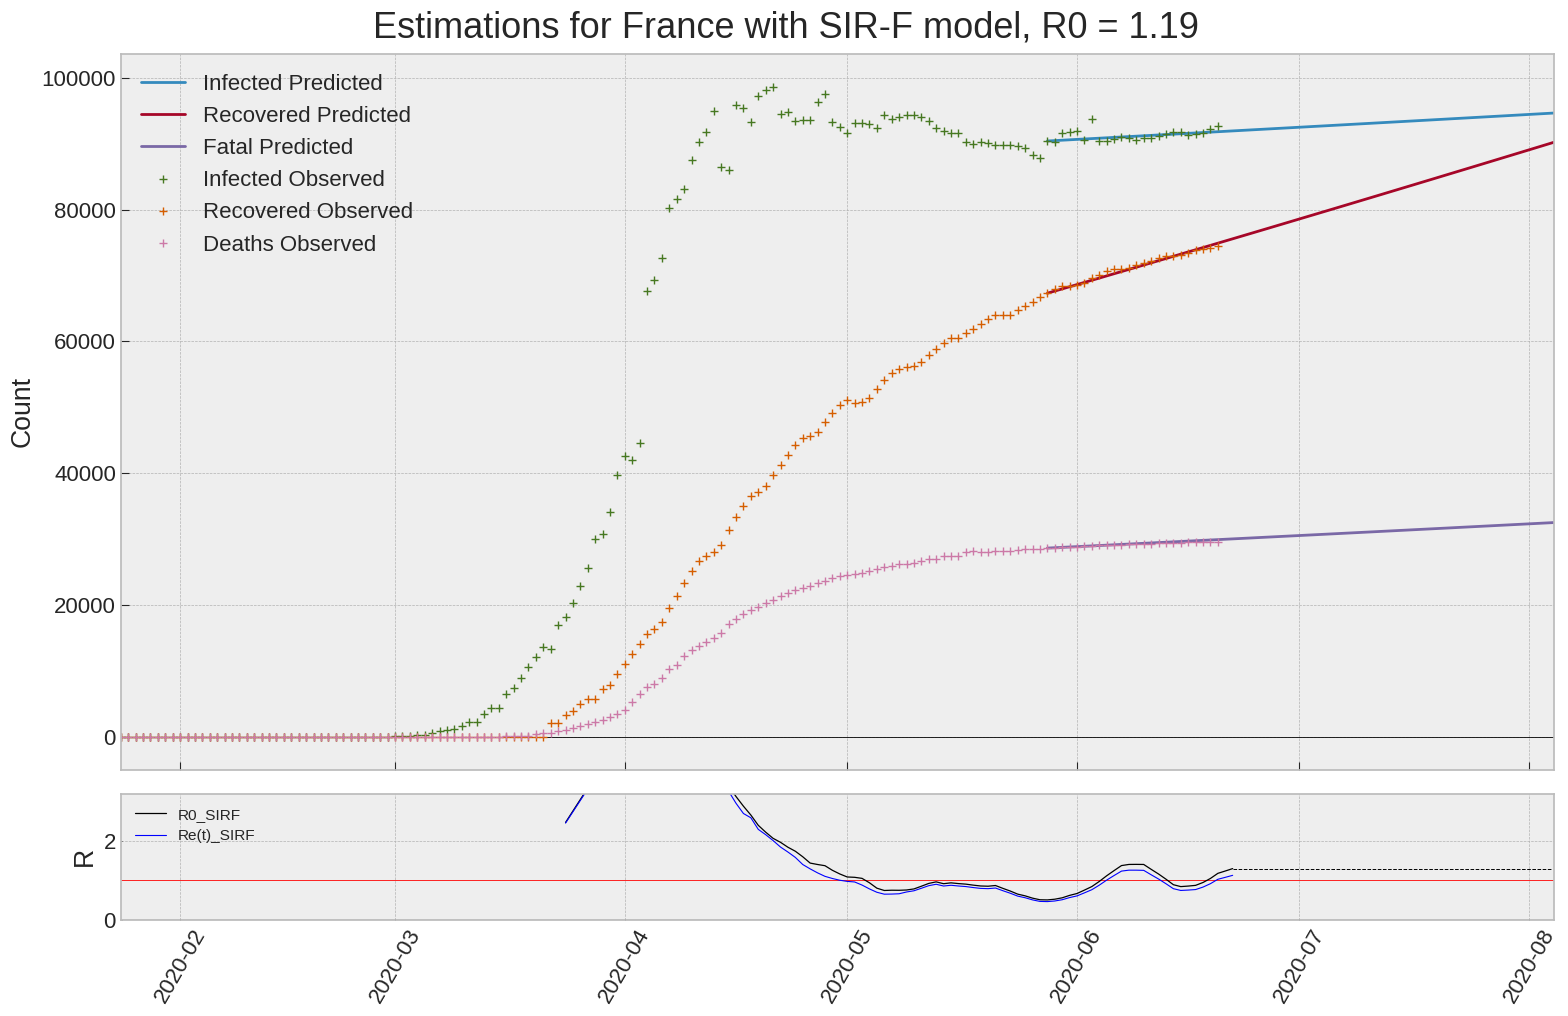 Estimations for France with SIR-F model, R0 = 1.19
100000
80000
60000
40000
20000
0
Count
Infected Predicted
Recovered Predicted
Fatal Predicted
Infected Observed
Recovered Observed
Deaths Observed
R0_SIRF
Re(t)_SIRF
2
0
R
2020-02
2020-03
2020-04
2020-05
2020-06
2020-07
2020-08